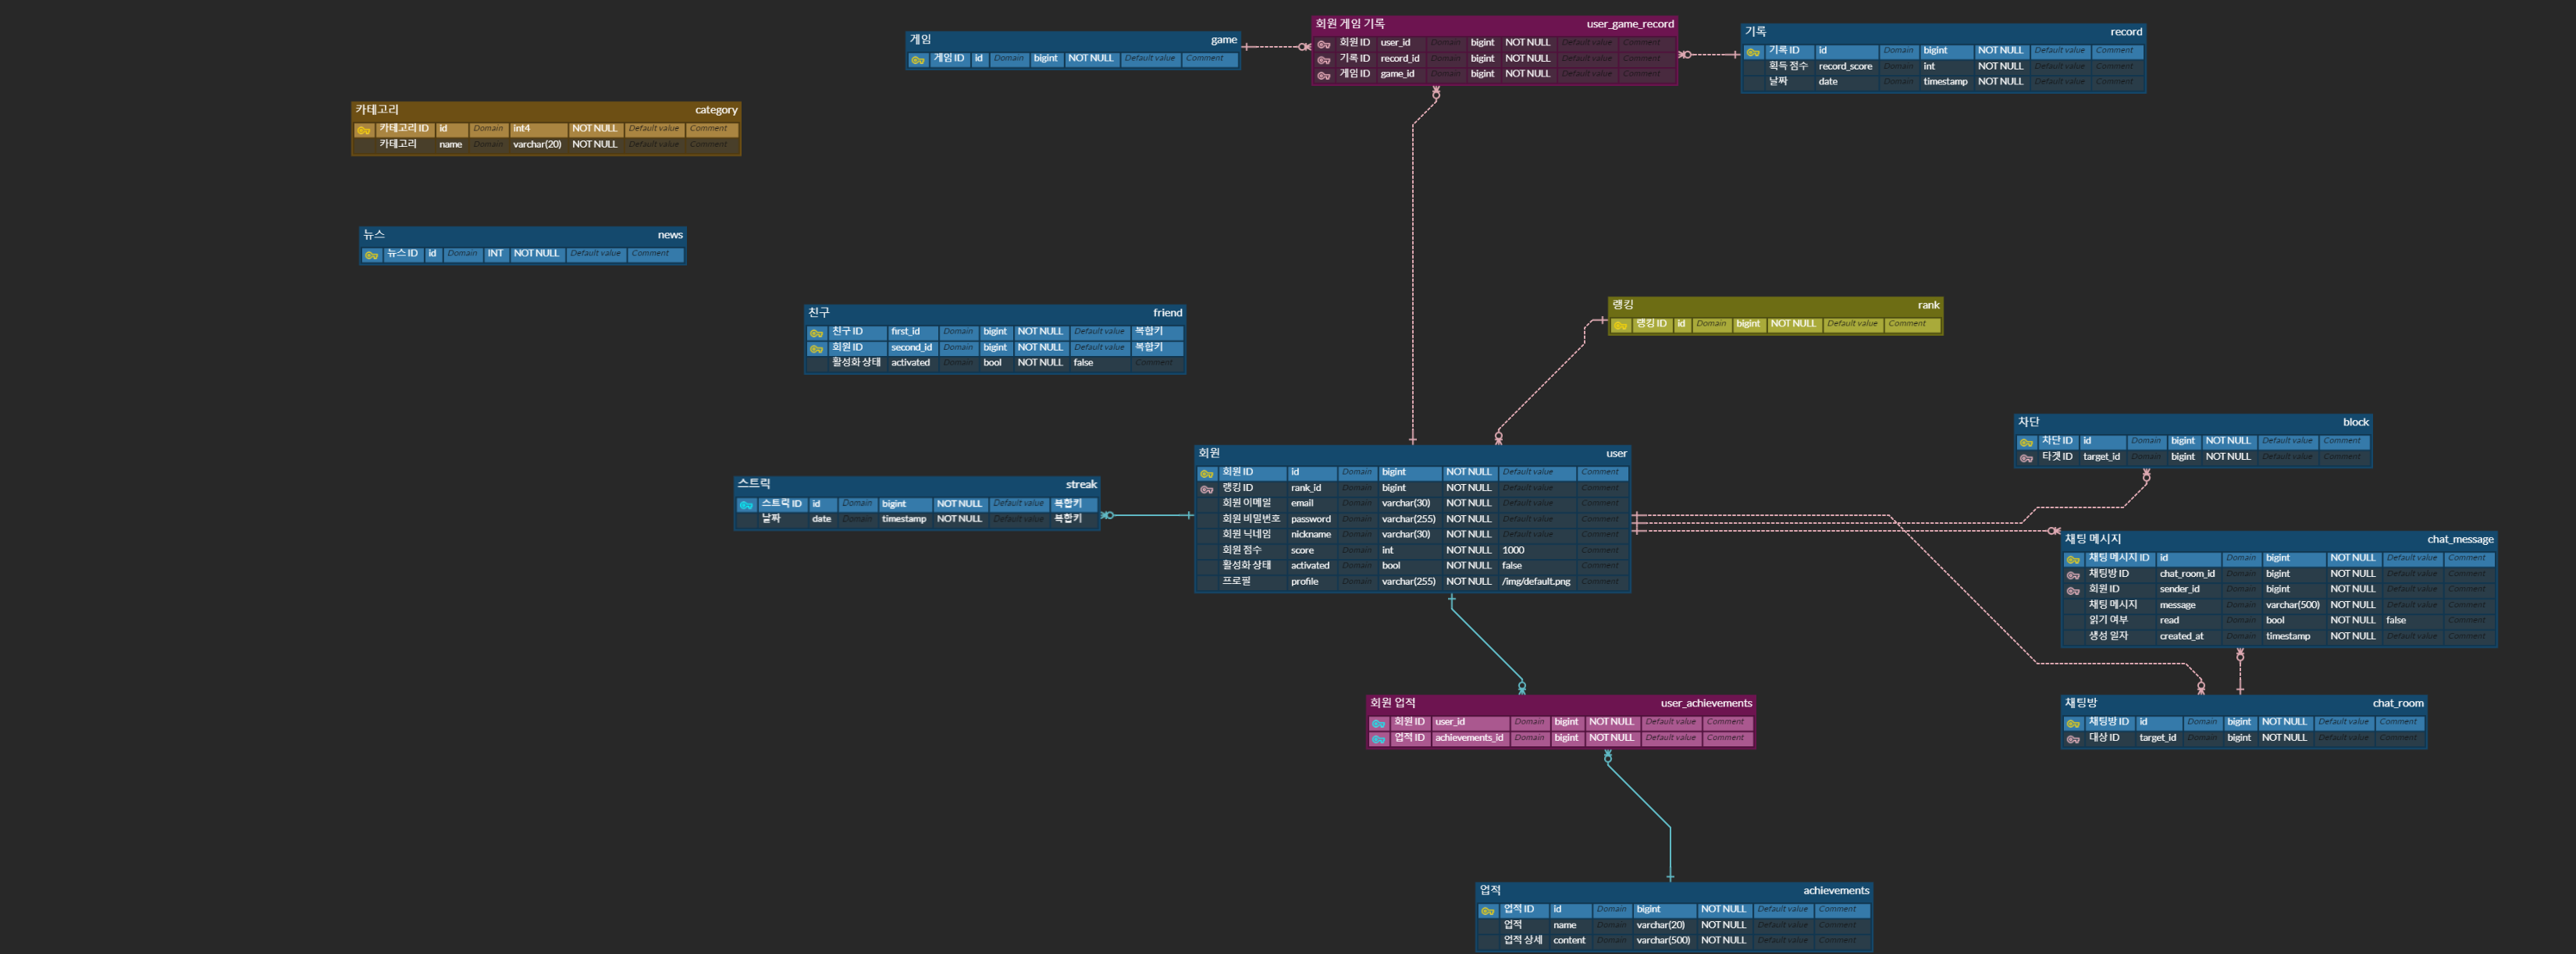 게임 game
게임 ID id Domain bigint NOT NULL Default value Comment
회원 게임 기록 user_game_record
회원 ID user_id Domain bigint NOT NULL Default value Comment
기록 ID record_id Domain bigint NOT NULL Default value Comment
게임 ID game_id Domain bigint NOT NULL Default value Comment
기록 record
기록 ID id Domain bigint NOT NULL Default value Comment
획득 점수 record_score Domain int NOT NULL Default value Comment
날짜 date Domain timestamp NOT NULL Default value Comment
카테고리 category
카테고리 ID id Domain int4 NOT NULL Default value Comment
카테고리 name Domain varchar(20) NOT NULL Default value Comment
뉴스 news
뉴스 ID id Domain INT NOT NULL Default value Comment
친구 friend
친구 ID first_id Domain bigint NOT NULL Default value 복합키
회원 ID second_id Domain bigint NOT NULL Default value 복합키
활성화 상태 activated Domain bool NOT NULL false Comment
랭킹 rank
랭킹 ID id Domain bigint NOT NULL Default value Comment
차단 block
차단 ID id Domain bigint NOT NULL Default value Comment
타겟 ID target_id Domain bigint NOT NULL Default value Comment
스트릭 streak
스트릭 ID id Domain bigint NOT NULL Default value 복합키
날짜 date Domain timestamp NOT NULL Default value 복합키
회원 user
회원 ID id Domain bigint NOT NULL Default value Comment
랭킹 ID rank_id Domain bigint NOT NULL Default value Comment
회원 이메일 email Domain varchar(30) NOT NULL Default value Comment
회원 비밀번호 password Domain varchar(255) NOT NULL Default value Comment
회원 닉네임 nickname Domain varchar(30) NOT NULL Default value Comment
회원 점수 score Domain int NOT NULL 1000 Comment
활성화 상태 activated Domain bool NOT NULL false Comment
프로필 profile Domain varchar(255) NOT NULL /img/default.png Comment
채팅 메시지 chat_message
채팅 메시지 ID id Domain bigint NOT NULL Default value Comment
채팅방 ID chat_room_id Domain bigint NOT NULL Default value Comment
회원 ID sender_id Domain bigint NOT NULL Default value Comment
채팅 메시지 message Domain varchar(500) NOT NULL Default value Comment
읽기 여부 read Domain bool NOT NULL false Comment
생성 일자 created_at Domain timestamp NOT NULL Default value Comment
회원 업적 user_achievements
회원 ID user_id Domain bigint NOT NULL Default value Comment
업적 ID achievements_id Domain bigint NOT NULL Default value Comment
채팅방 chat_room
채팅방 ID id Domain bigint NOT NULL Default value Comment
대상 ID target_id Domain bigint NOT NULL Default value Comment
업적 achievements
업적 ID id Domain bigint NOT NULL Default value Comment
업적 name Domain varchar(20) NOT NULL Default value Comment
업적 상세 content Domain varchar(500) NOT NULL Default value Comment